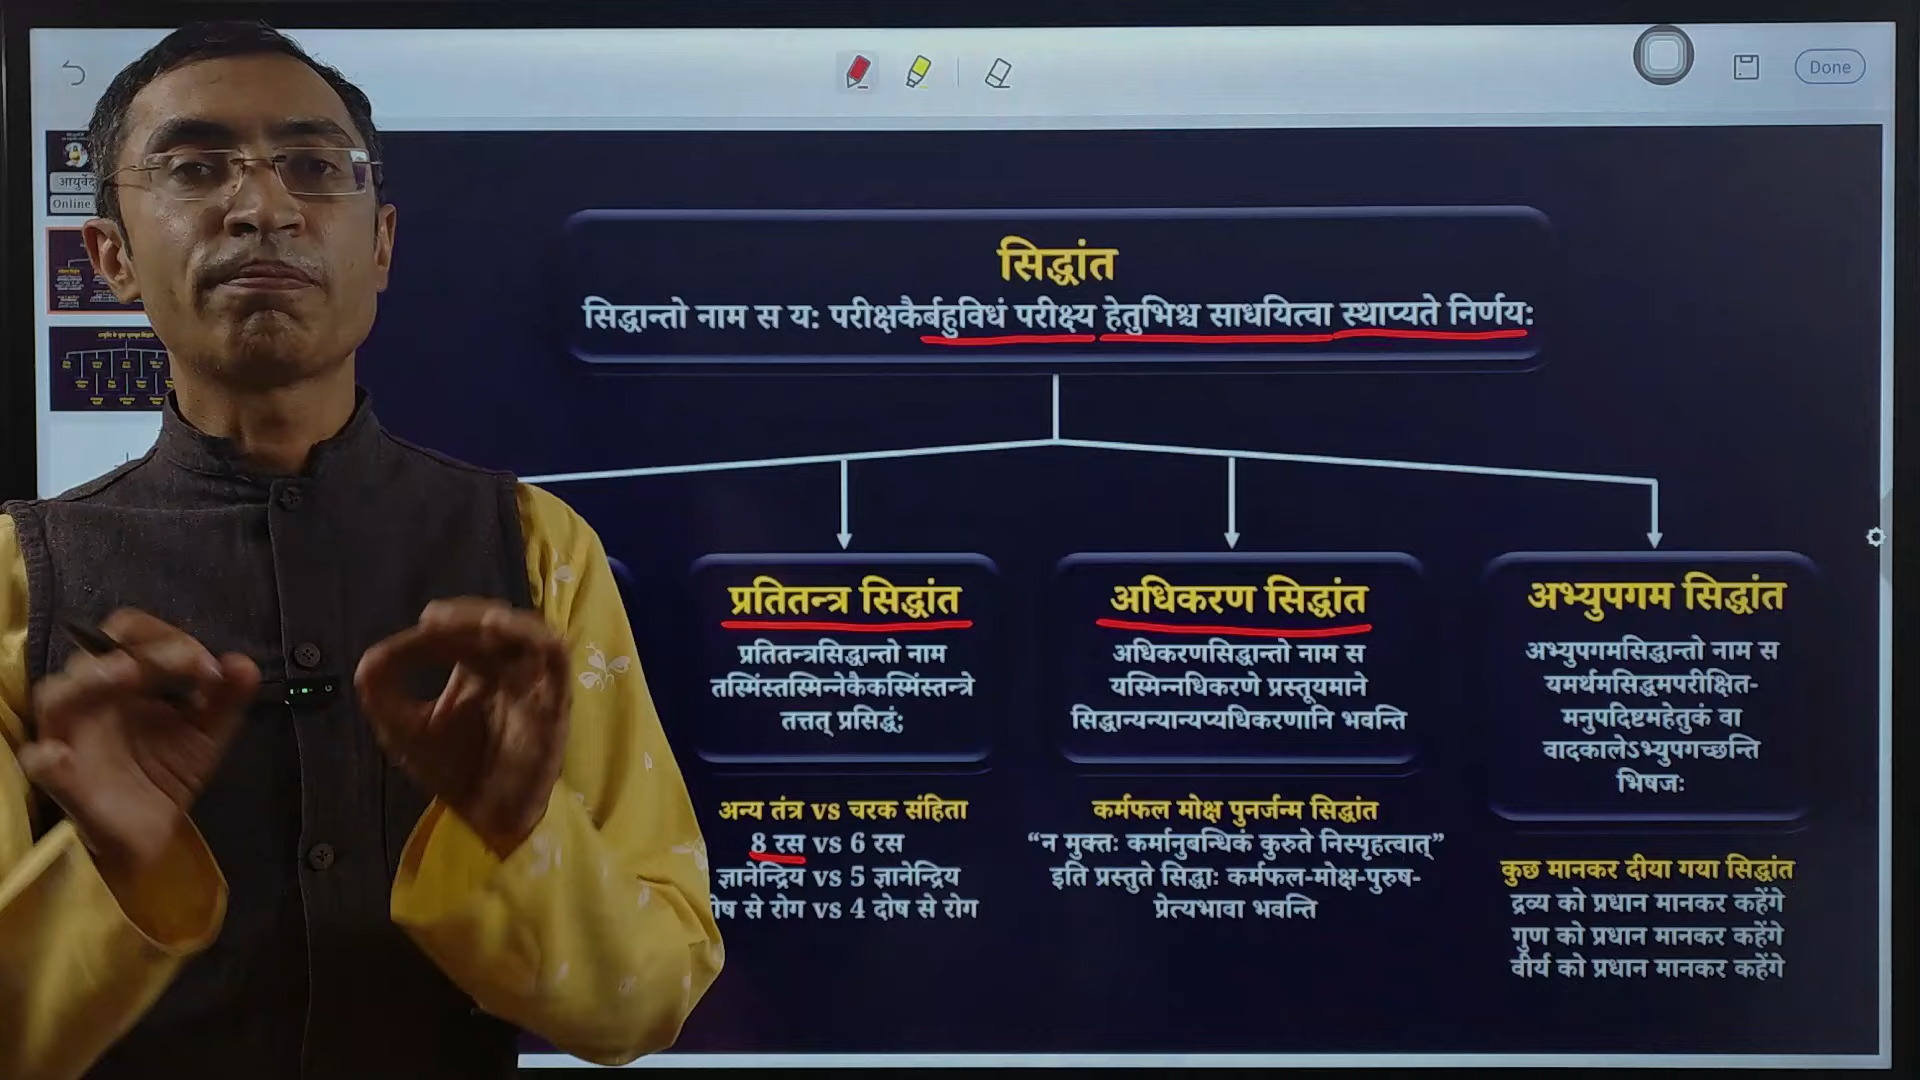 Done
आयुर्वेद
Online
सिद्धांत
सिद्धान्तो नाम स य: परीक्षकैर्बहुविधं परीक्ष्य हेतुभिश्च साधयित्वा स्थाप्यते निर्णय:
प्रतितन्त्र सिद्धांत
प्रतितन्त्रसिद्धान्तो नाम
तस्मिंस्तस्मिन्नेकैकस्मिंस्तन्त्रे
तत्तत् प्रसिद्धं;
अन्य तंत्र vs चरक संहिता
8 रस vs 6 रस
ज्ञानेन्द्रिय vs 5 ज्ञानेन्द्रिय
से रोग vs 4 दोष से रोग
अधिकरण सिद्धांत
अधिकरणसिद्धान्तो नाम स
यस्मिन्नधिकरणे प्रस्तूयमाने
सिद्धान्यन्यान्यप्यधिकरणानि भवन्ति
कर्मफल मोक्ष पुनर्जन्म सिद्धांत
“न मुक्तः कर्मानुबन्धिकं कुरुते निस्पृहत्वात्”
इति प्रस्तुते सिद्धाः कर्मफल-मोक्ष-पुरुष-
प्रेत्यभावा भवन्ति
अभ्युपगम सिद्धांत
अभ्युपगमसिद्धान्तो नाम स
यमर्थमसिद्धमपरीक्षित-
मनुपदिष्टमहेतुकं वा
वादकालेऽभ्युपगच्छन्ति
भिषजः
कुछ मानकर दीया गया सिद्धांत
द्रव्य को प्रधान मानकर कहेंगे
गुण को प्रधान मानकर कहेंगे
वीर्य को प्रधान मानकर कहेंगे